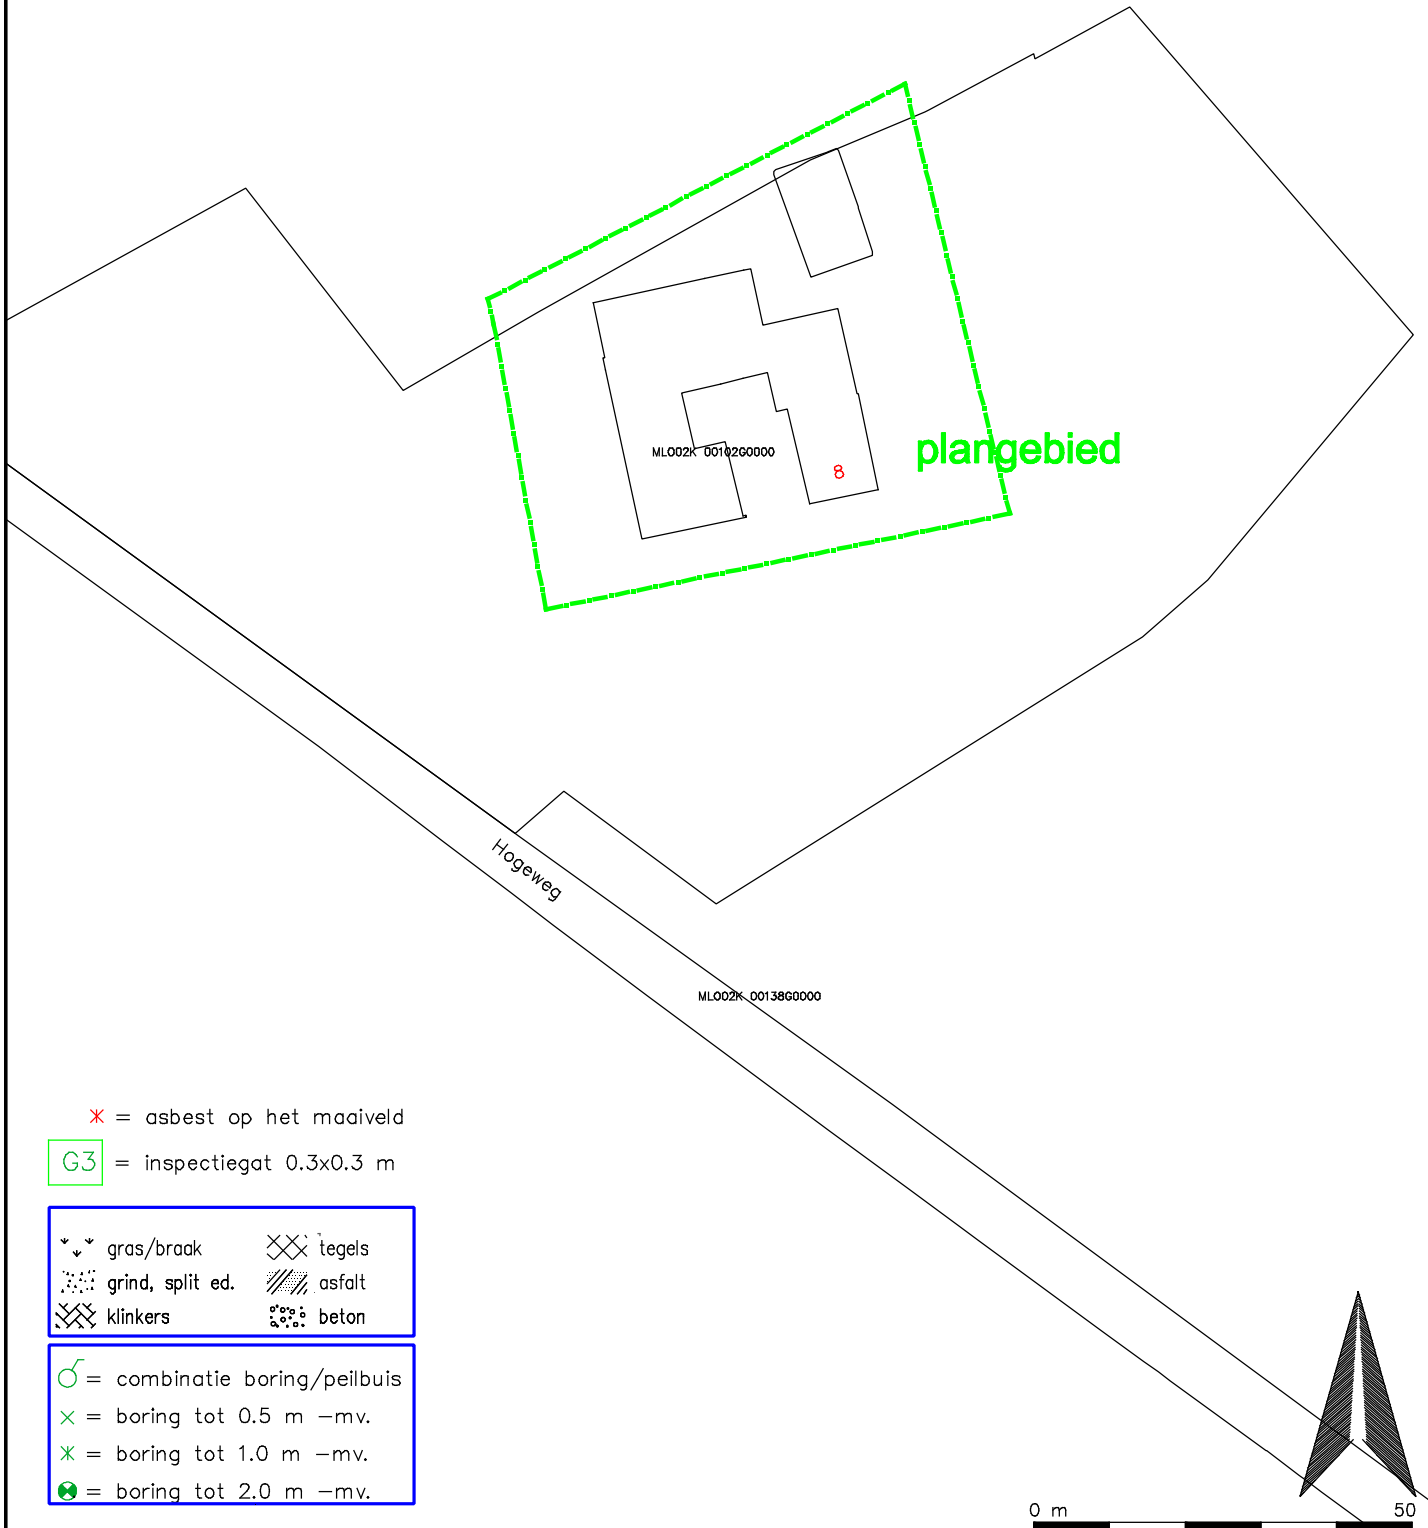 plangebied
MLO02K 00102G0000
8
Hogeweg
MLO02K 00138G0000
* = asbest op het maaiveld
G3 = inspectiegat 0.3x0.3 m
gras/braak tegels
grind, split ed. asfalt
klinkers beton
= combinatie boring/peilbuis
= boring tot 0.5 m -mv.
= boring tot 1.0 m -mv.
= boring tot 2.0 m -mv.
0 m 50